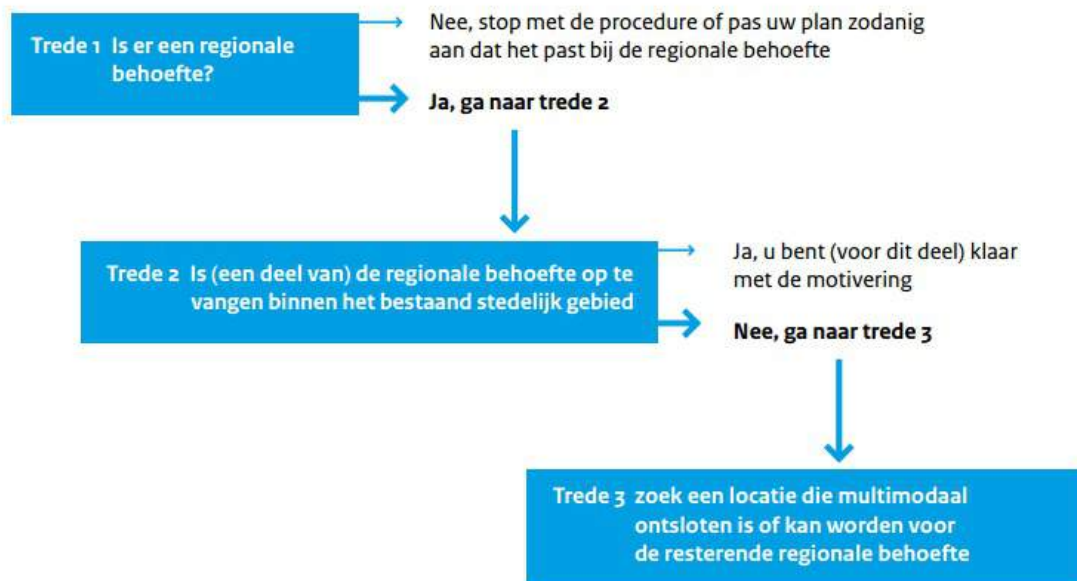 Trede 1 Is er een regionale
behoefte?
Nee, stop met de procedure of pas uw plan zodanig
aan dat het past bij de regionale behoefte
Ja, ga naar trede 2
Trede 2 Is (een deel van) de regionale behoefte op te
vangen binnen het bestaand stedelijk gebied
Ja, u bent (voor dit deel) klaar
met de motivering
Nee, ga naar trede 3
Trede 3 zoek een locatie die multimodaal
ontsloten is of kan worden voor
de resterende regionale behoefte